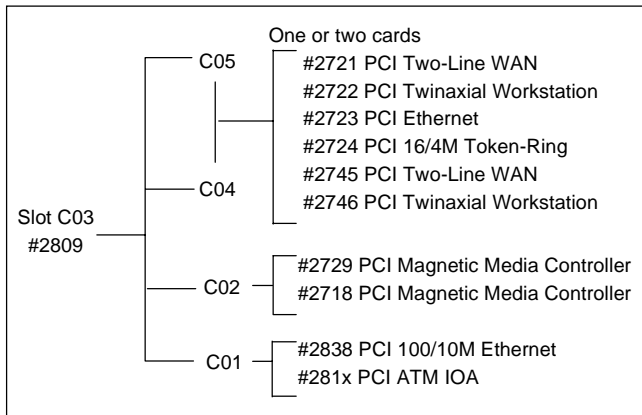 One or two cards
C05
#2721 PCI Two-Line WAN
#2722 PCI Twinaxial Workstation
#2723 PCI Ethernet
#2724 PCI 16/4M Token-Ring
#2745 PCI Two-Line WAN
C04
#2746 PCI Twinaxial Workstation
Slot C03
#2809
C02
#2729 PCI Magnetic Media Controller
#2718 PCI Magnetic Media Controller
C01
#2838 PCI 100/10M Ethernet
#281x PCI ATM IOA